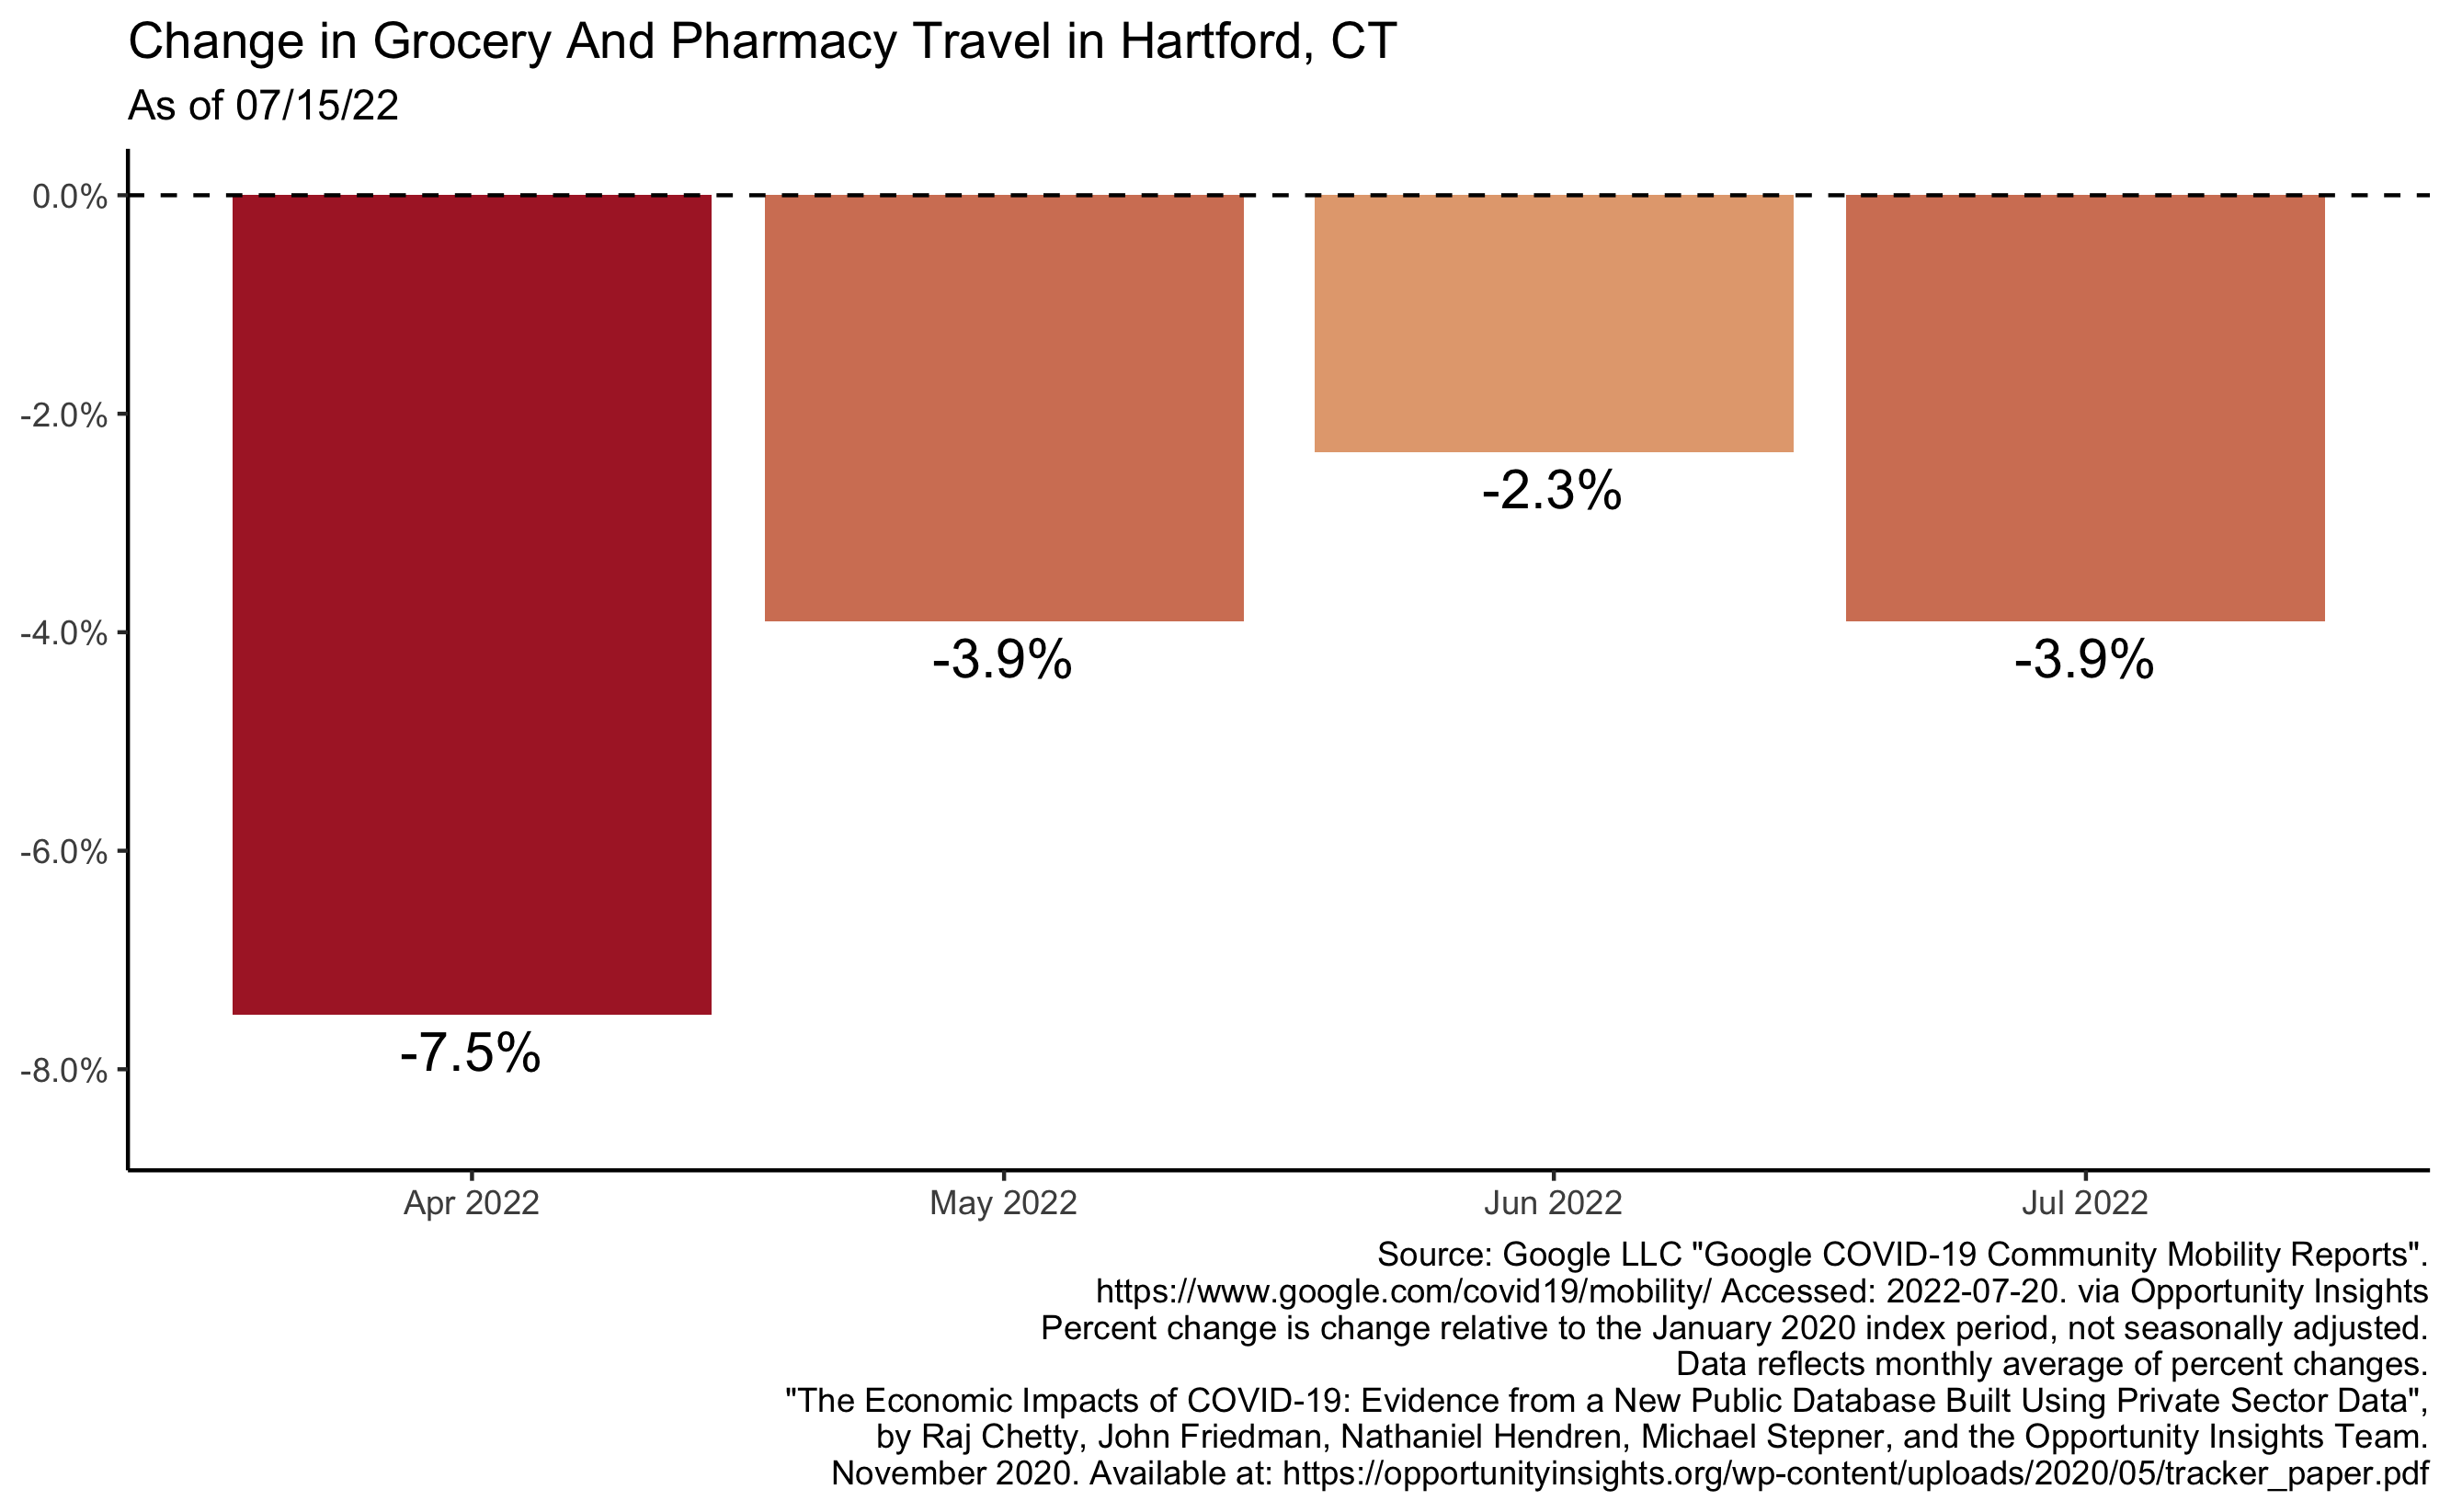 Change in Grocery And Pharmacy Travel in Hartford, CT
As of 07/15/22
0.0%
-2.0%
-4.0%
-6.0%
-8.0%
-7.5%
-3.9%
-2.3%
-3.9%
Apr 2022
May 2022
Jun 2022
Jul 2022
Source: Google LLC "Google COVID-19 Community Mobility Reports".
https://www.google.com/covid19/mobility/ Accessed: 2022-07-20. via Opportunity Insights
Percent change is change relative to the January 2020 index period, not seasonally adjusted.
Data reflects monthly average of percent changes.
"The Economic Impacts of COVID-19: Evidence from a New Public Database Built Using Private Sector Data",
by Raj Chetty, John Friedman, Nathaniel Hendren, Michael Stepner, and the Opportunity Insights Team.
November 2020. Available at: https://opportunityinsights.org/wp-content/uploads/2020/05/tracker_paper.pdf